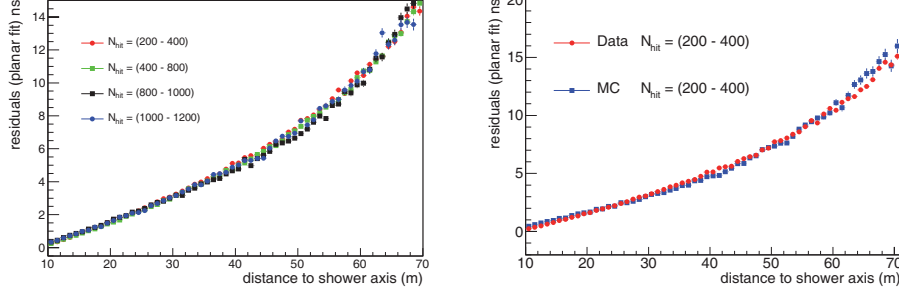 residuals (planar fit) ns
14
12
10
8
6
4
2
0
N_hit = (200 - 400)
N_hit = (400 - 800)
N_hit = (800 - 1000)
N_hit = (1000 - 1200)
10 20 30 40 50 60 70
distance to shower axis (m)
residuals (planar fit) ns
20
15
10
5
0
Data N_hit = (200 - 400)
MC N_hit = (200 - 400)
10 20 30 40 50 60 70
distance to shower axis (m)